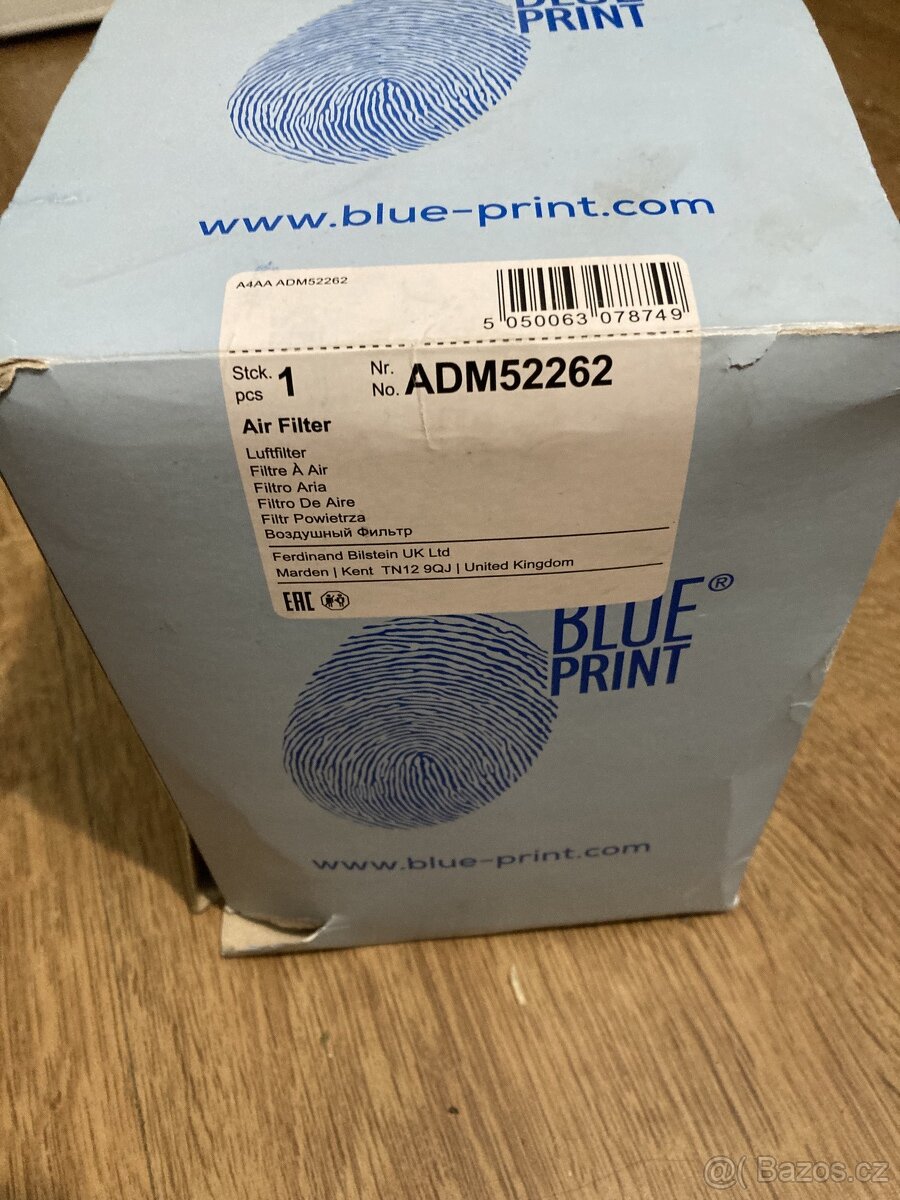 BLUE
PRINT
www.blue-print.com
A4AA ADM52262
5 050063 078749
Stck. 1 Nr. ADM52262
pcs No.
Air Filter
Luftfilter
Filtre À Air
Filtro Aria
Filtro De Aire
Filtr Powietrza
Воздушный Фильтр
Ferdinand Bilstein UK Ltd
Marden | Kent TN12 9QJ | United Kingdom
EAC
BLUE®
PRINT
www.blue-print.com
@( Bazos.cz